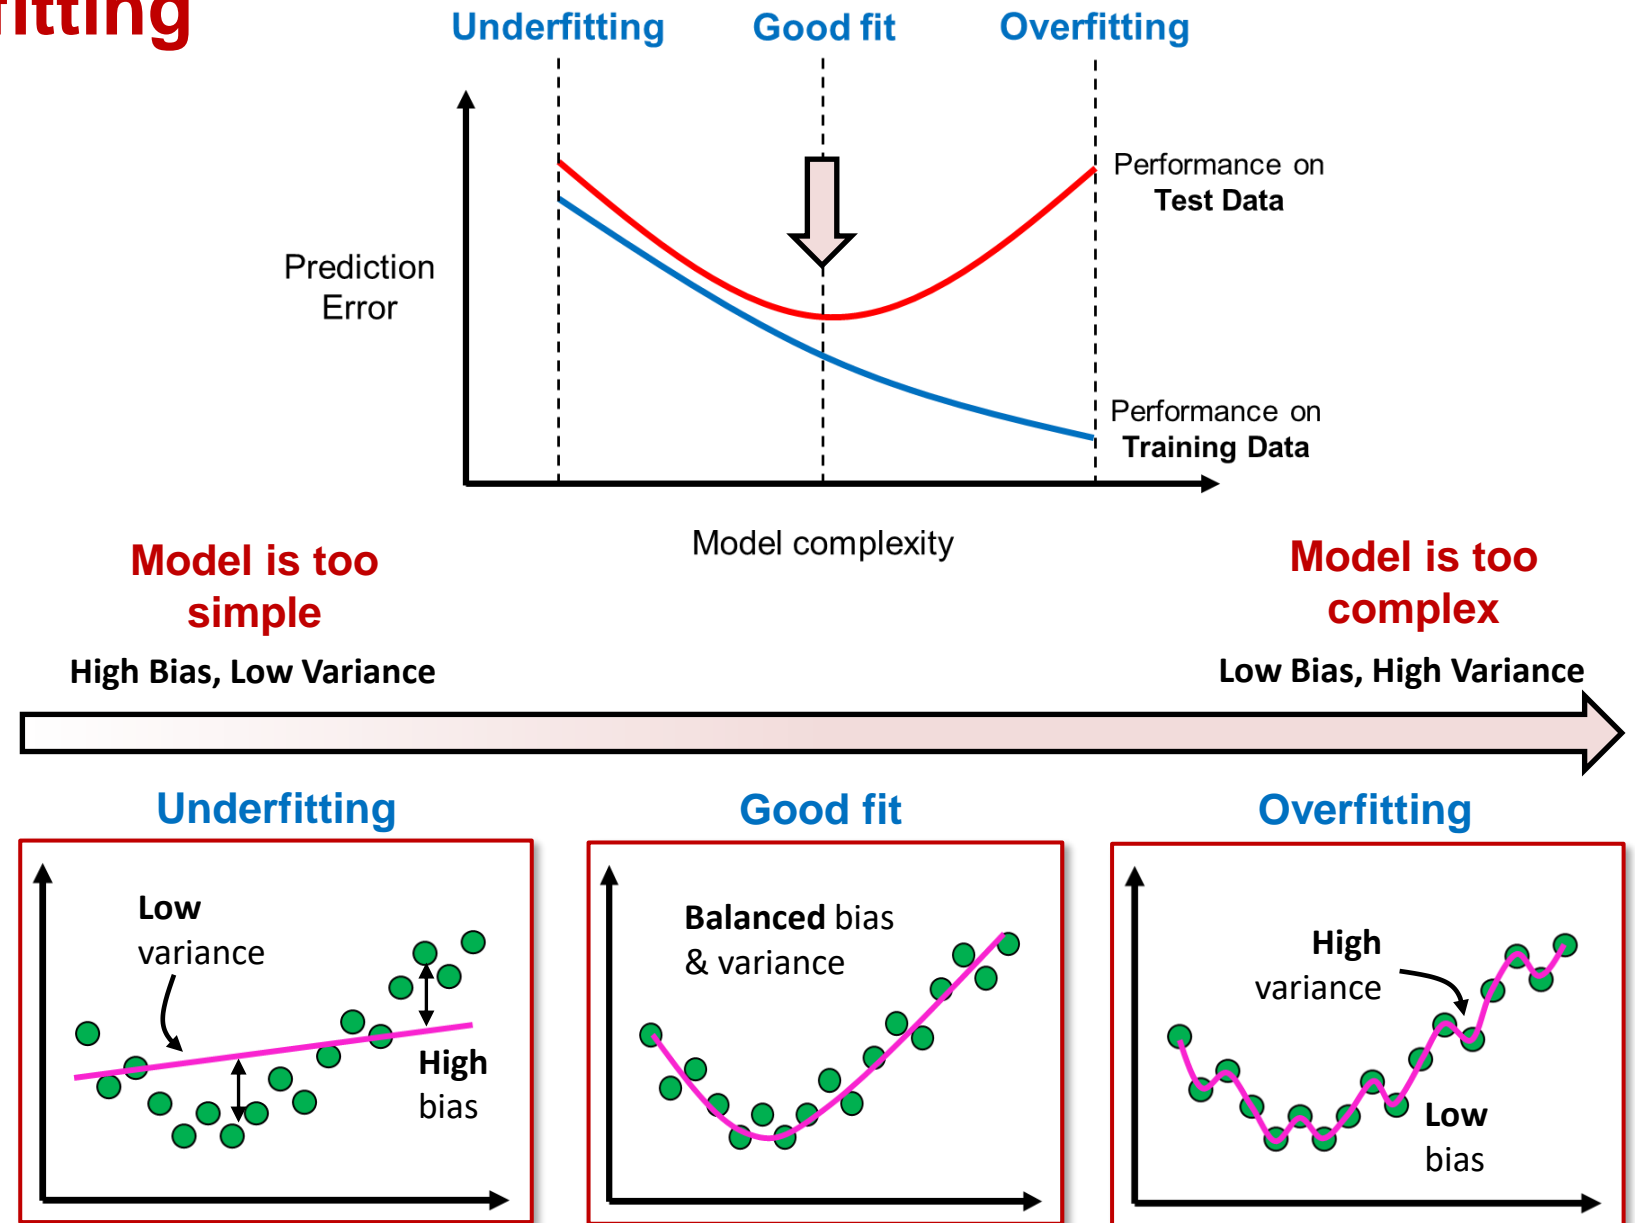 Underfitting
Good fit
Overfitting
Performance on
Test Data
Prediction
Error
Performance on
Training Data
Model complexity
Model is too
simple
Model is too
complex
High Bias, Low Variance
Low Bias, High Variance
Underfitting
Good fit
Overfitting
Low
variance
High
bias
Balanced bias
& variance
High
variance
Low
bias